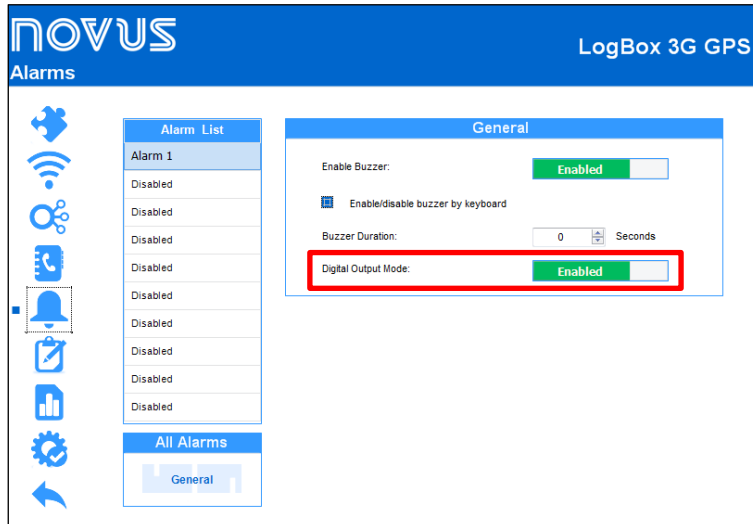 novus
LogBox 3G GPS
Alarms
Alarm List
Alarm 1
Disabled
Disabled
Disabled
Disabled
Disabled
Disabled
Disabled
Disabled
Disabled
All Alarms
General
General
Enable Buzzer:
Enabled
Enable/disable buzzer by keyboard
Buzzer Duration:
0
Seconds
Digital Output Mode:
Enabled